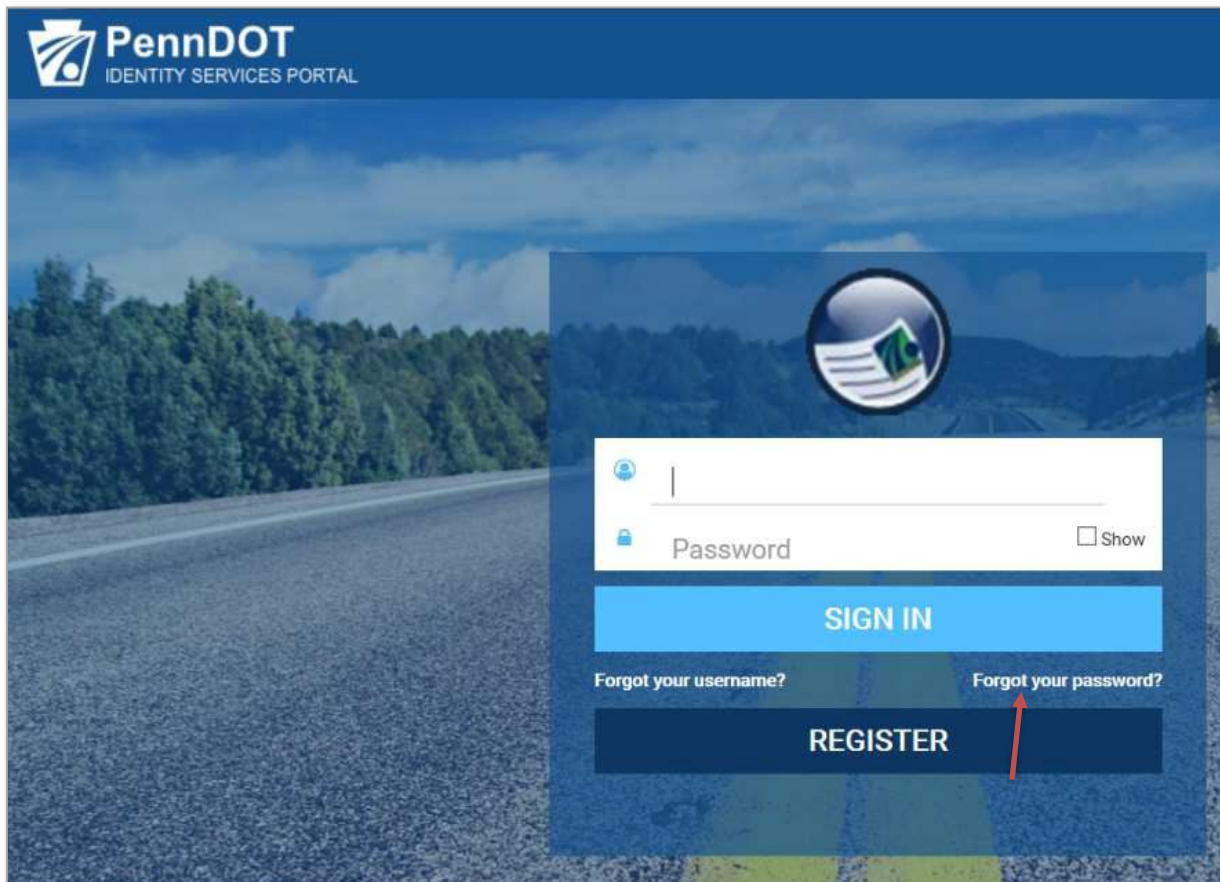 PennDOT
IDENTITY SERVICES PORTAL
Password
Show
SIGN IN
Forgot your username? Forgot your password?
REGISTER